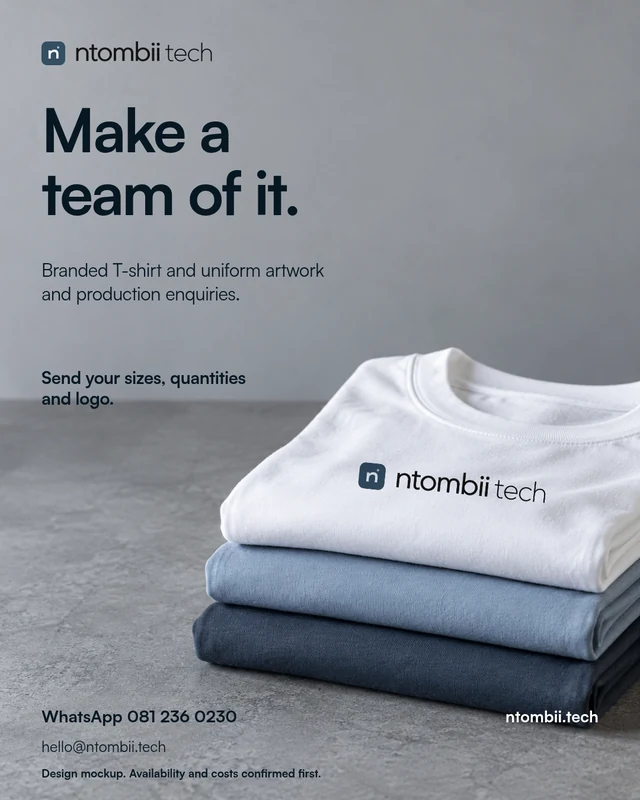 n ntombii tech
Make a
team of it.
Branded T-shirt and uniform artwork
and production enquiries.
Send your sizes, quantities
and logo.
n ntombii tech
WhatsApp 081 236 0230
ntombii.tech
hello@ntombii.tech
Design mockup. Availability and costs confirmed first.